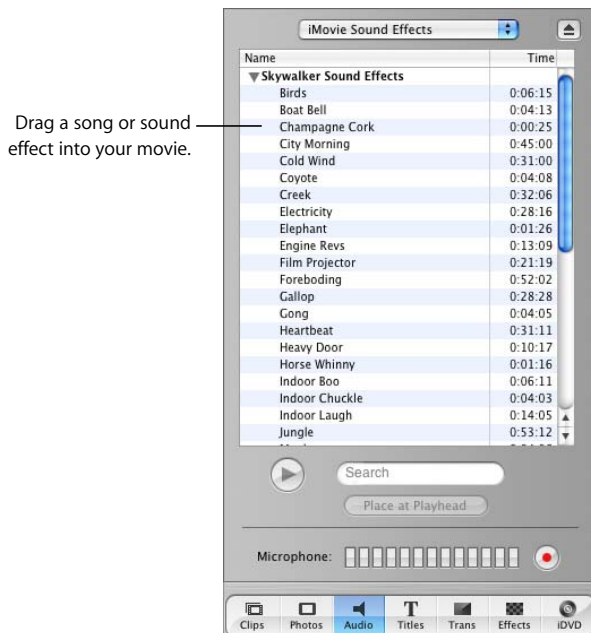 iMovie Sound Effects
Name Time
Skywalker Sound Effects
Birds 0:06:15
Boat Bell 0:04:13
Drag a song or sound
effect into your movie.
Champagne Cork 0:00:25
City Morning 0:45:00
Cold Wind 0:31:00
Coyote 0:04:08
Creek 0:32:06
Electricity 0:28:16
Elephant 0:01:26
Engine Revs 0:13:09
Film Projector 0:21:19
Foreboding 0:52:02
Gallop 0:28:28
Gong 0:04:05
Heartbeat 0:31:11
Heavy Door 0:10:17
Horse Whinny 0:01:16
Indoor Boo 0:06:11
Indoor Chuckle 0:04:03
Indoor Laugh 0:14:05
Jungle 0:53:12
Search
Place at Playhead
Microphone:
Clips Photos Audio Titles Trans Effects iDVD